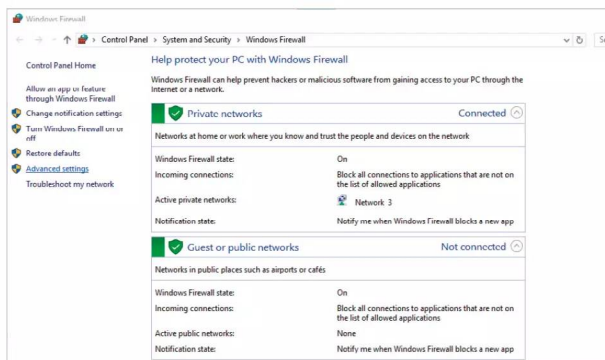 Windows Firewall
Control Panel > System and Security > Windows Firewall
Control Panel Home
Allow an app or feature
through Windows Firewall
Change notification settings
Turn Windows Firewall on or
off
Restore defaults
Advanced settings
Troubleshoot my network
Help protect your PC with Windows Firewall
Windows Firewall can help prevent hackers or malicious software from gaining access to your PC through the
Internet or a network.
Private networks Connected
Networks at home or work where you know and trust the people and devices on the network
Windows Firewall state: On
Incoming connections: Block all connections to applications that are not on
the list of allowed applications
Active private networks: Network 3
Notification state: Notify me when Windows Firewall blocks a new app
Guest or public networks Not connected
Networks in public places such as airports or cafés
Windows Firewall state: On
Incoming connections: Block all connections to applications that are not on
the list of allowed applications
Active public networks: None
Notification state: Notify me when Windows Firewall blocks a new app